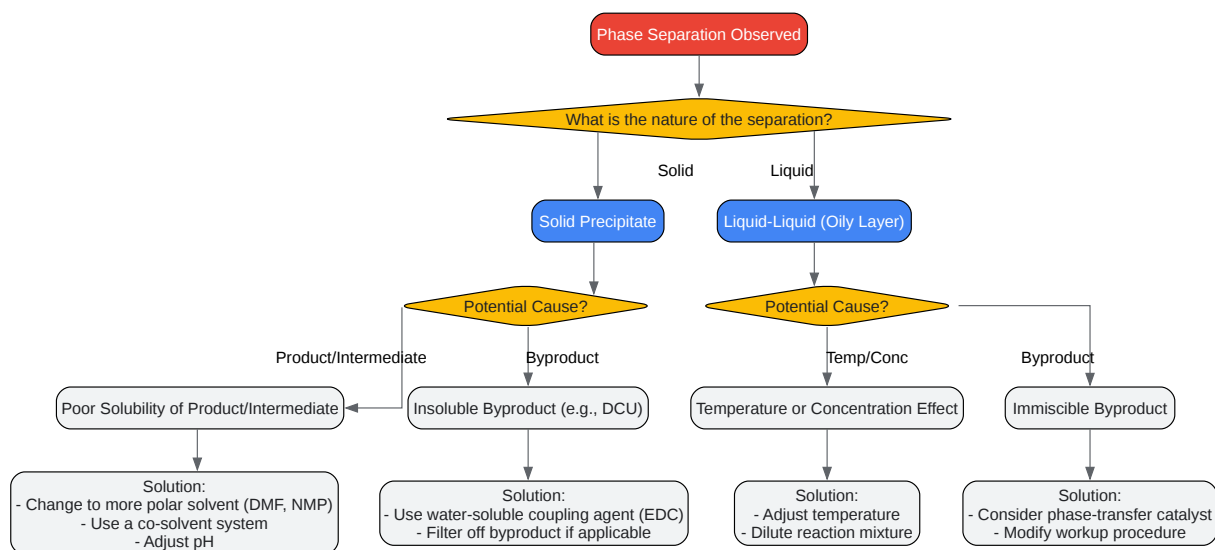 Phase Separation Observed
What is the nature of the separation?
Solid
Liquid
Solid Precipitate
Liquid-Liquid (Oily Layer)
Potential Cause?
Potential Cause?
Product/Intermediate
Byproduct
Temp/Conc
Byproduct
Poor Solubility of Product/Intermediate
Insoluble Byproduct (e.g., DCU)
Temperature or Concentration Effect
Immiscible Byproduct
Solution:
- Change to more polar solvent (DMF, NMP)
- Use a co-solvent system
- Adjust pH
Solution:
- Use water-soluble coupling agent (EDC)
- Filter off byproduct if applicable
Solution:
- Adjust temperature
- Dilute reaction mixture
Solution:
- Consider phase-transfer catalyst
- Modify workup procedure